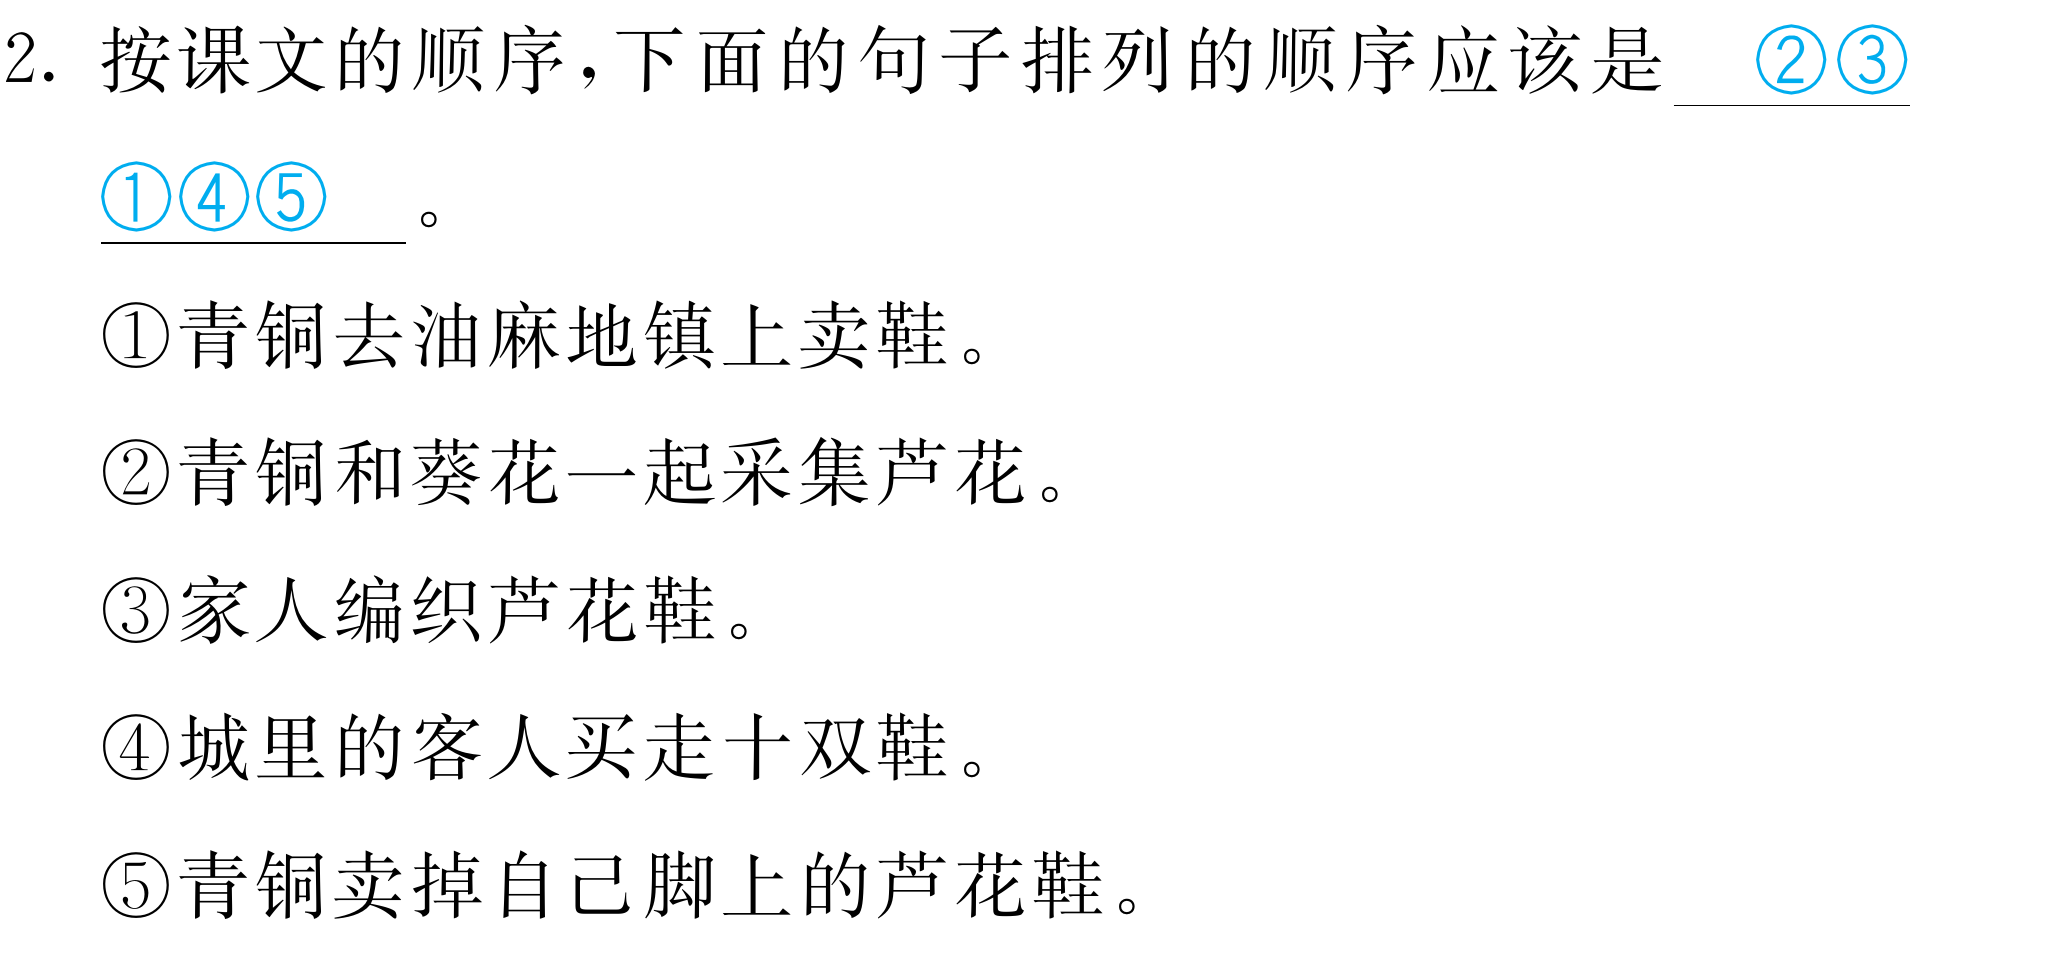 2. 按课文的顺序,下面的句子排列的顺序应该是 ②③
①④⑤ 。
①青铜去油麻地镇上卖鞋。
②青铜和葵花一起采集芦花。
③家人编织芦花鞋。
④城里的客人买走十双鞋。
⑤青铜卖掉自己脚上的芦花鞋。